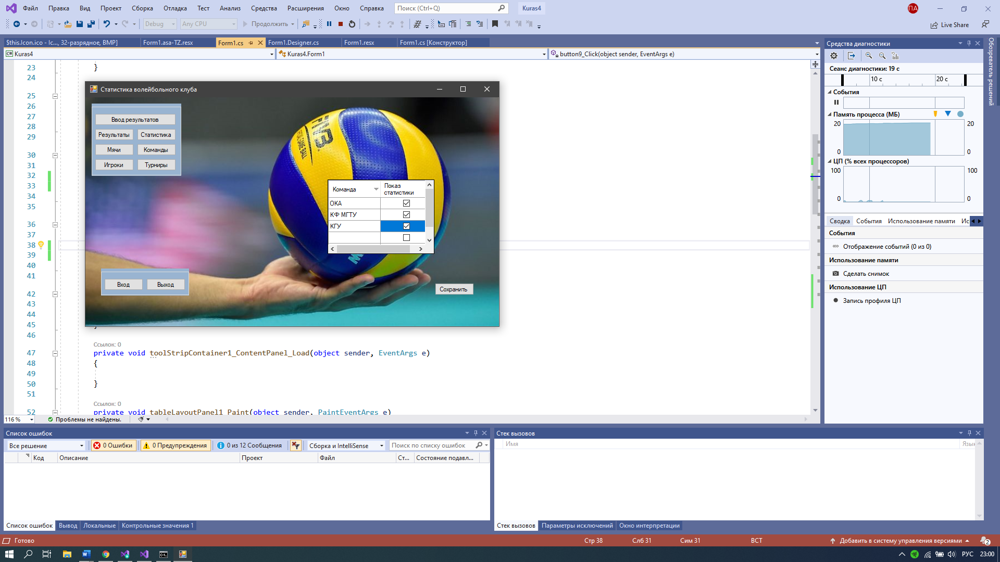 Файл Правка Вид Проект Сборка Отладка Тест Анализ Средства Расширения Окно Справка Поиск (Ctrl+Q) Kuras4 ПА
Debug Any CPU Продолжить Live Share
$this.Icon.ico - Ic..., 32-разрядное, BMP] Form1.asa-TZ.resx Form1.cs Form1.Designer.cs Form1.resx Form1.cs [Конструктор]
C# Kuras4 Kuras4.Form1 button9_Click(object sender, EventArgs e)
23 }
24
25
26
27
28
29
30
31
32
33
34
35
36
37
38
39
40
41
42
43
44
45 }
46
Ссылок: 0
47 private void toolStripContainer1_ContentPanel_Load(object sender, EventArgs e)
48 {
49
50 }
51
Ссылок: 0
52 private void tableLayoutPanel1_Paint(object sender, PaintEventArgs e)
116 % Проблемы не найдены.
Статистика волейбольного клуба
Ввод результатов
Результаты Статистика
Мячи Команды
Игроки Турниры
FIVB
Команда Показ статистики
ОКА
КФ МГТУ
КГУ
Вход Выход
Сохранить
Средства диагностики
Сеанс диагностики: 19 с
10 с 20 с
События
Память процесса (МБ)
20 20
0 0
ЦП (% всех процессоров)
100 100
0 0
Сводка События Использование памяти Ис
События
Отображение событий (0 из 0)
Использование памяти
Сделать снимок
Использование ЦП
Запись профиля ЦП
Обозреватель решений
Список ошибок
Все решение 0 Ошибки 0 Предупреждения 0 из 12 Сообщения Сборка и IntelliSense Поиск по списку ошибок
Код Описание Проект Файл Ст... Состояние подавл...
Список ошибок Вывод Локальные Контрольные значения 1
Стек вызовов
Имя Язык
Стек вызовов Параметры исключений Окно интерпретации
Готово Стр 38 Слб 31 Сим 31 ВСТ Добавить в систему управления версиями 2
РУС 23:00